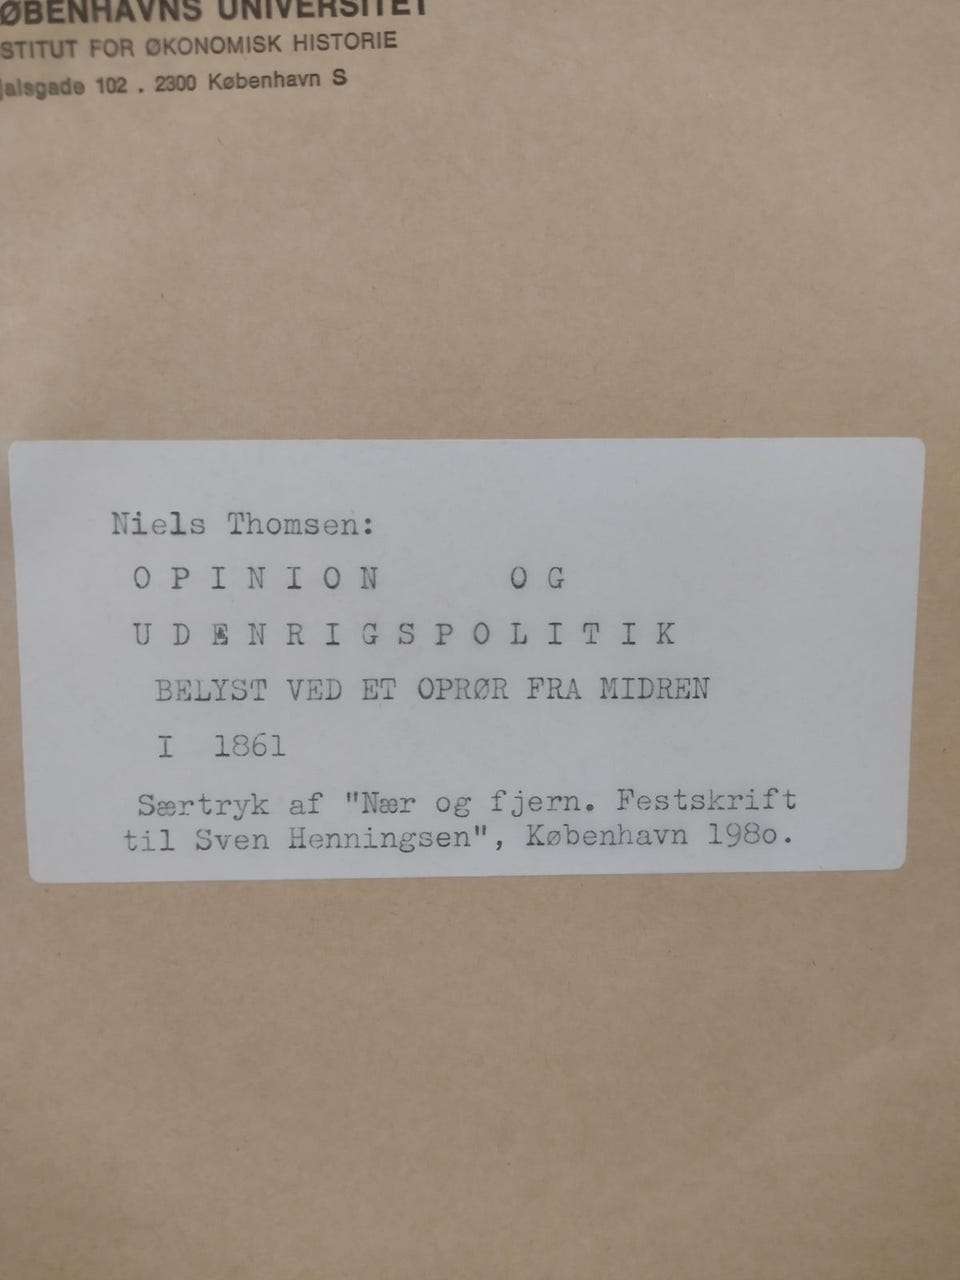 ØBENHAVNS UNIVERSITET
STITUT FOR ØKONOMISK HISTORIE
jalsgade 102 . 2300 København S
Niels Thomsen:
O P I N I O N   O G
U D E N R I G S P O L I T I K
BELYST VED ET OPRØR FRA MIDREN
I 1861
Særtryk af "Nær og fjern. Festskrift
til Sven Henningsen", København 198o.